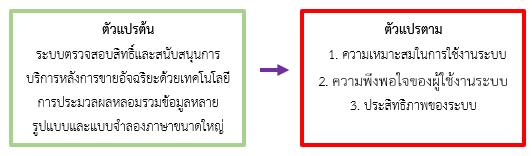 ตัวแปรต้น
ระบบตรวจสอบสิทธิ์และสนับสนุนการ
บริการหลังการขายอัจฉริยะด้วยเทคโนโลยี
การประมวลผลหลอมรวมข้อมูลหลาย
รูปแบบและแบบจำลองภาษาขนาดใหญ่
ตัวแปรตาม
1. ความเหมาะสมในการใช้งานระบบ
2. ความพึงพอใจของผู้ใช้งานระบบ
3. ประสิทธิภาพของระบบ